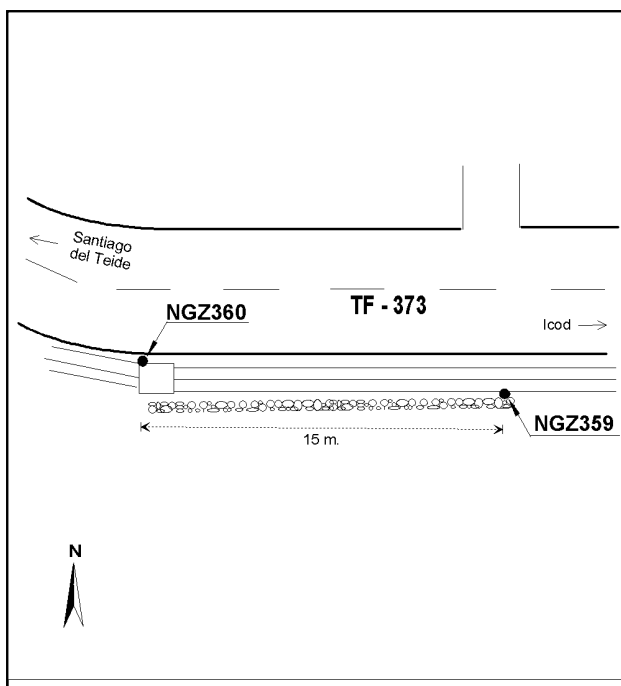 Santiago
del Teide
NGZ360
TF - 373
Icod
NGZ359
15 m.
N